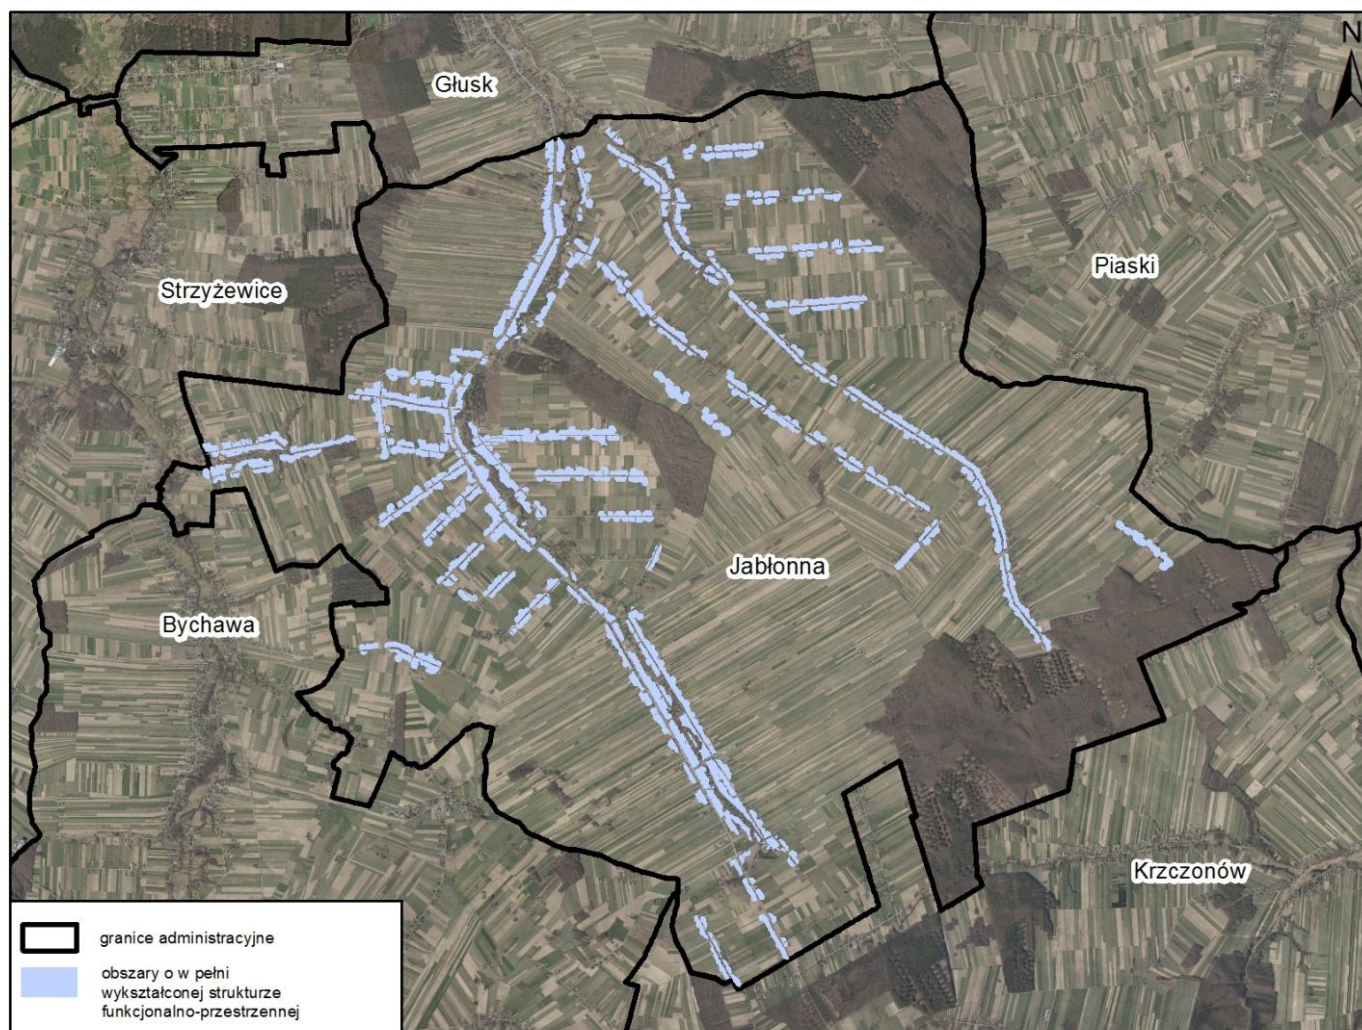 N
Głusk
Piaski
Strzyżewice
Jabłonna
Bychawa
Krzczonów
granice administracyjne
obszary o w pełni
wykształconej strukturze
funkcjonalno-przestrzennej